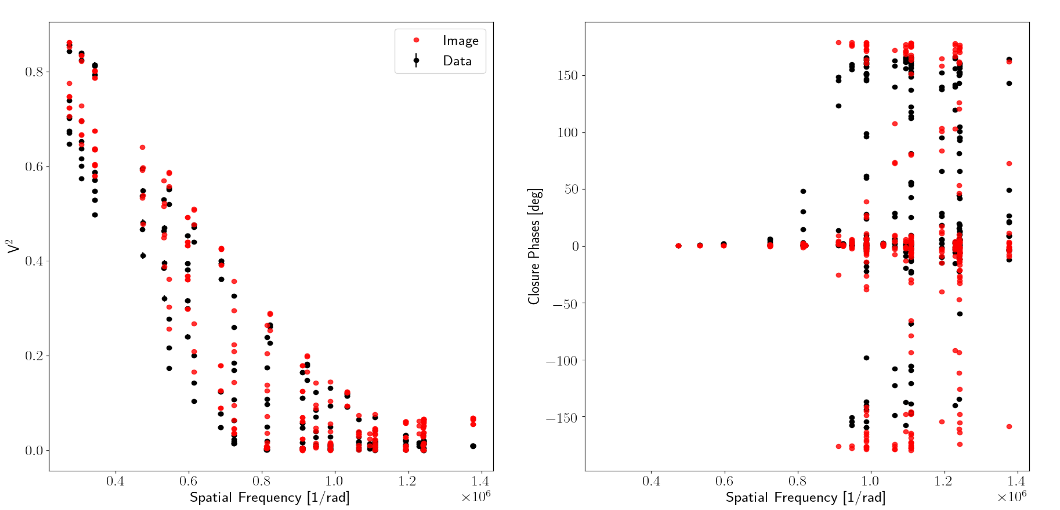 Image
Data
V²
0.8
0.6
0.4
0.2
0.0
0.4 0.6 0.8 1.0 1.2 1.4
×10⁶
Spatial Frequency [1/rad]
Closure Phases [deg]
150
100
50
0
−50
−100
−150
0.4 0.6 0.8 1.0 1.2 1.4
×10⁶
Spatial Frequency [1/rad]